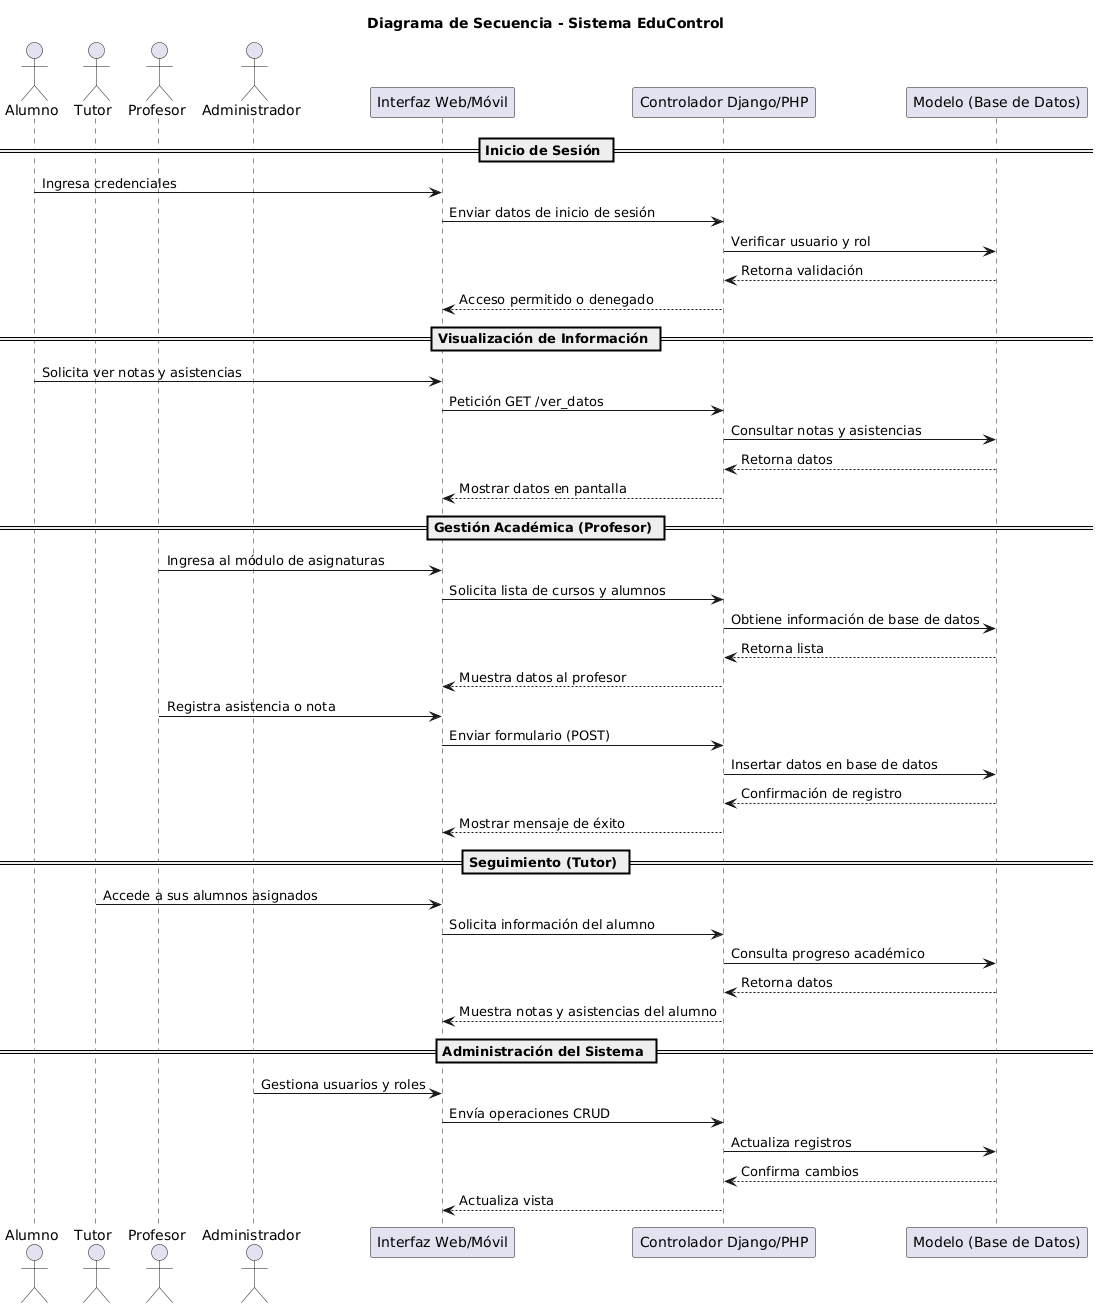 Diagrama de Secuencia - Sistema EduControl
Alumno
Tutor
Profesor
Administrador
Interfaz Web/Móvil
Controlador Django/PHP
Modelo (Base de Datos)
Inicio de Sesión
Ingresa credenciales
Enviar datos de inicio de sesión
Verificar usuario y rol
Retorna validación
Acceso permitido o denegado
Visualización de Información
Solicita ver notas y asistencias
Petición GET /ver_datos
Consultar notas y asistencias
Retorna datos
Mostrar datos en pantalla
Gestión Académica (Profesor)
Ingresa al módulo de asignaturas
Solicita lista de cursos y alumnos
Obtiene información de base de datos
Retorna lista
Muestra datos al profesor
Registra asistencia o nota
Enviar formulario (POST)
Insertar datos en base de datos
Confirmación de registro
Mostrar mensaje de éxito
Seguimiento (Tutor)
Accede a sus alumnos asignados
Solicita información del alumno
Consulta progreso académico
Retorna datos
Muestra notas y asistencias del alumno
Administración del Sistema
Gestiona usuarios y roles
Envía operaciones CRUD
Actualiza registros
Confirma cambios
Actualiza vista
Alumno
Tutor
Profesor
Administrador
Interfaz Web/Móvil
Controlador Django/PHP
Modelo (Base de Datos)